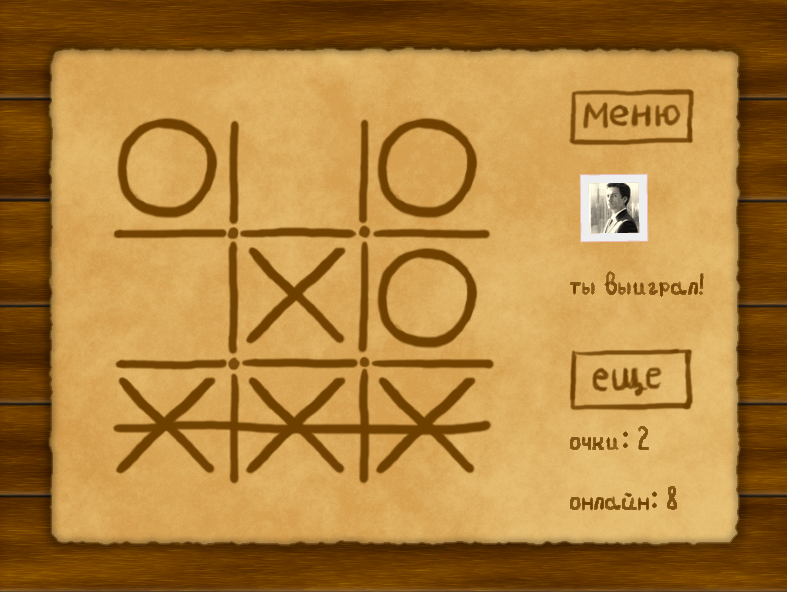 меню
ты выиграл!
еще
очки: 2
онлайн: 8